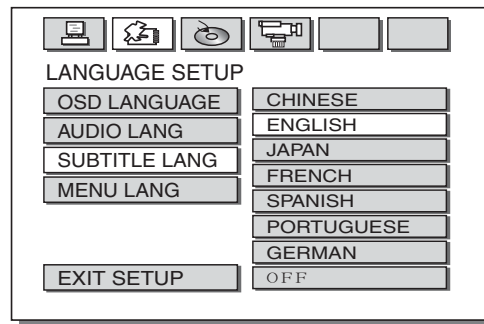 LANGUAGE SETUP
OSD LANGUAGE
AUDIO LANG
SUBTITLE LANG
MENU LANG
EXIT SETUP
CHINESE
ENGLISH
JAPAN
FRENCH
SPANISH
PORTUGUESE
GERMAN
OFF